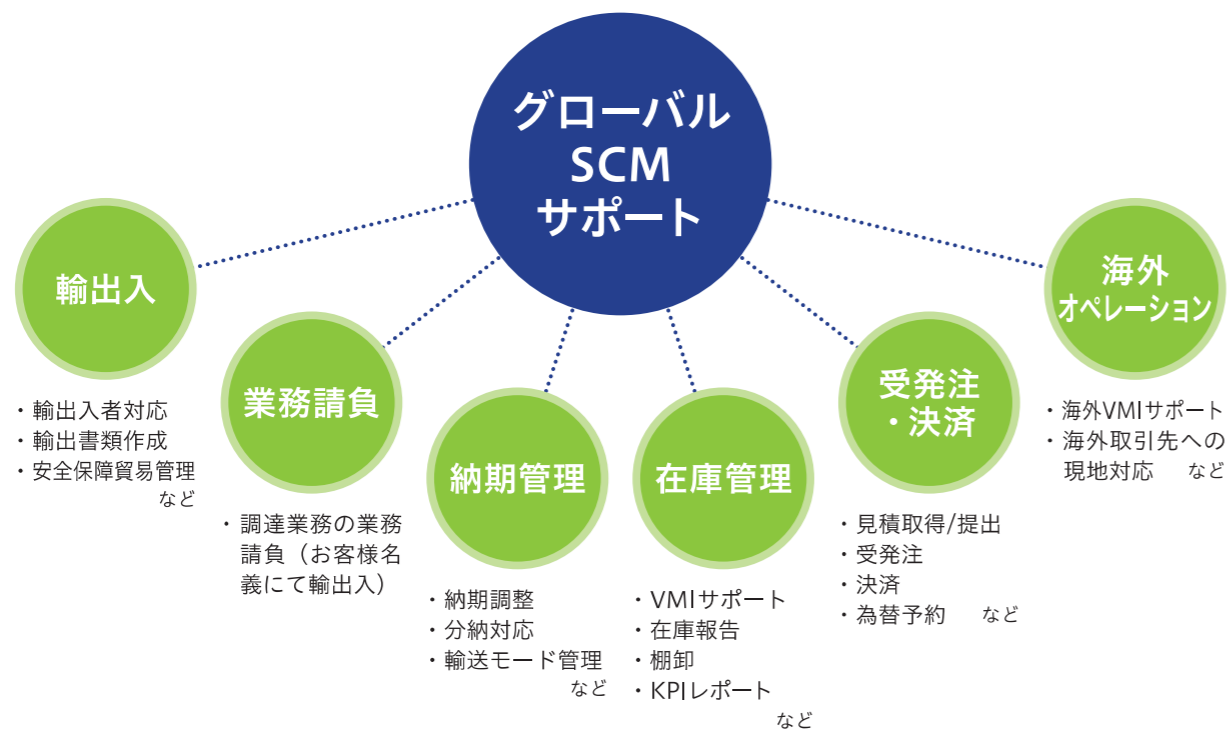 グローバル
SCM
サポート
輸出入
・輸出入者対応
・輸出書類作成
・安全保障貿易管理
など
業務請負
・調達業務の業務
請負（お客様名
義にて輸出入）
納期管理
・納期調整
・分納対応
・輸送モード管理
など
在庫管理
・VMIサポート
・在庫報告
・棚卸
・KPIレポート
など
受発注
・決済
・見積取得/提出
・受発注
・決済
・為替予約 など
海外
オペレーション
・海外VMIサポート
・海外取引先への
現地対応 など